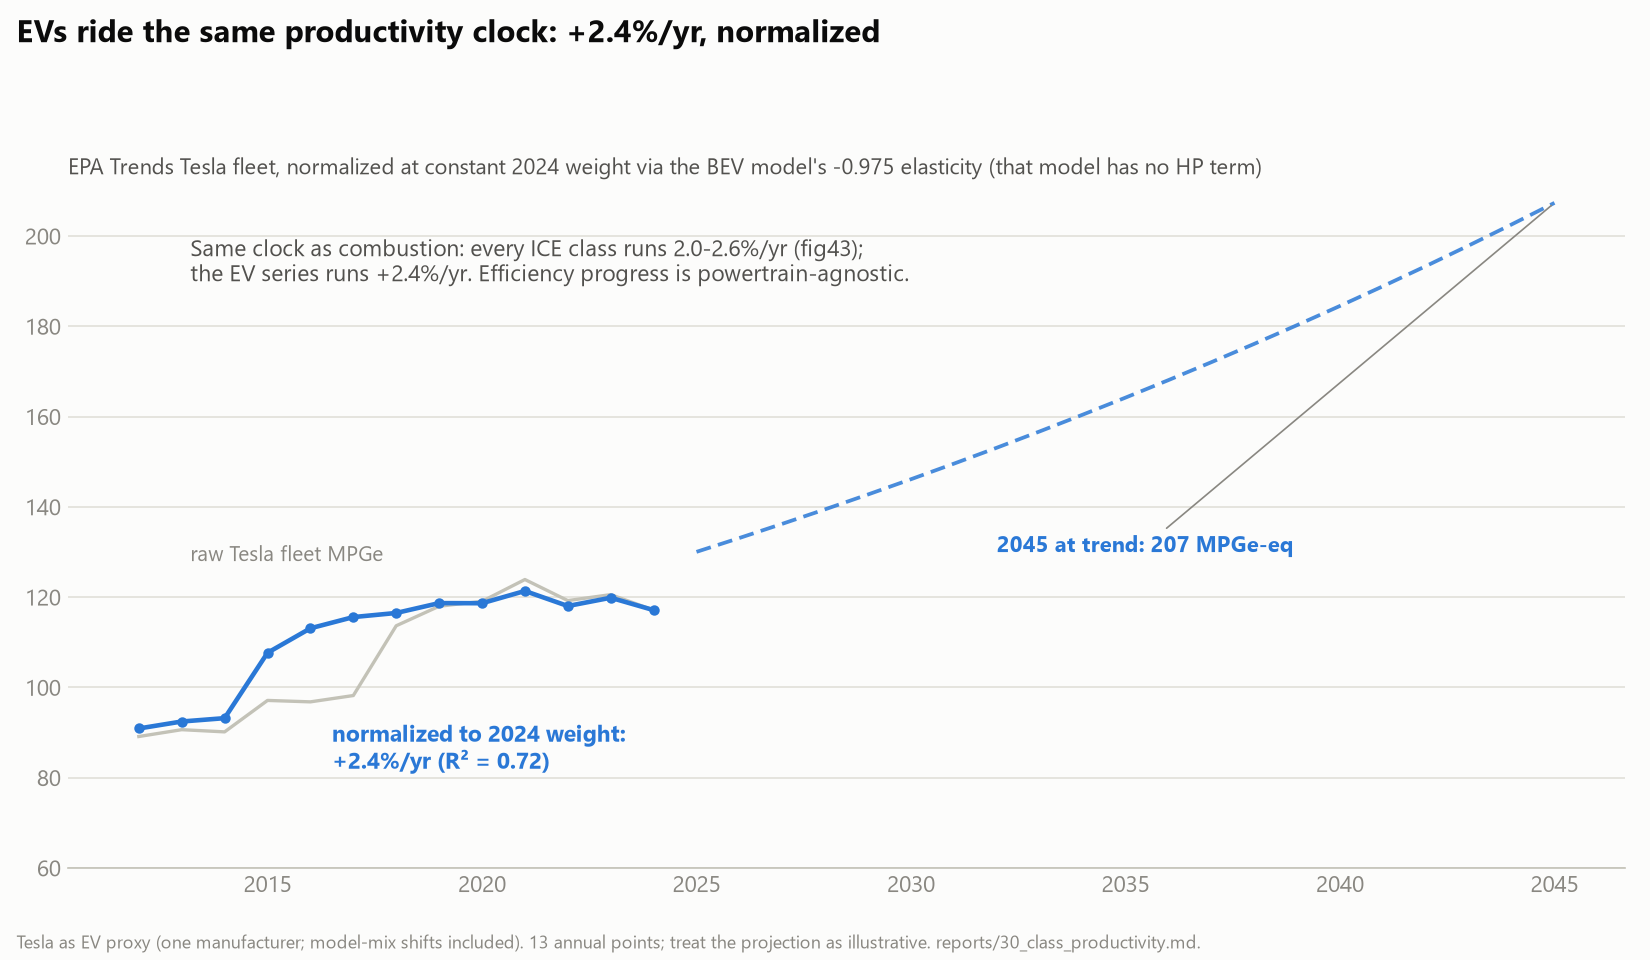 EVs ride the same productivity clock: +2.4%/yr, normalized
EPA Trends Tesla fleet, normalized at constant 2024 weight via the BEV model's -0.975 elasticity (that model has no HP term)
200
Same clock as combustion: every ICE class runs 2.0-2.6%/yr (fig43);
the EV series runs +2.4%/yr. Efficiency progress is powertrain-agnostic.
180
160
140
2045 at trend: 207 MPGe-eq
raw Tesla fleet MPGe
120
100
normalized to 2024 weight:
+2.4%/yr (R² = 0.72)
80
60
2015 2020 2025 2030 2035 2040 2045
Tesla as EV proxy (one manufacturer; model-mix shifts included). 13 annual points; treat the projection as illustrative. reports/30_class_productivity.md.